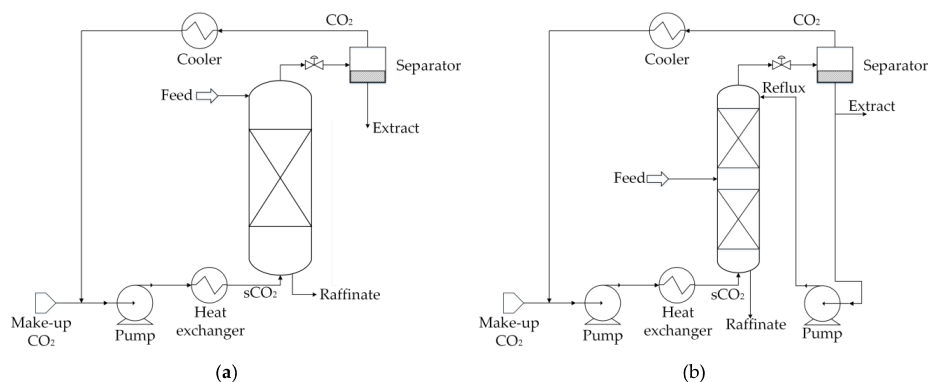 CO₂
Cooler
Separator
Feed
Extract
sCO₂
Raffinate
Make-up
CO₂
Pump
Heat
exchanger
(a)
CO₂
Cooler
Separator
Reflux
Extract
Feed
sCO₂
Raffinate
Make-up
CO₂
Pump
Heat
exchanger
Pump
(b)